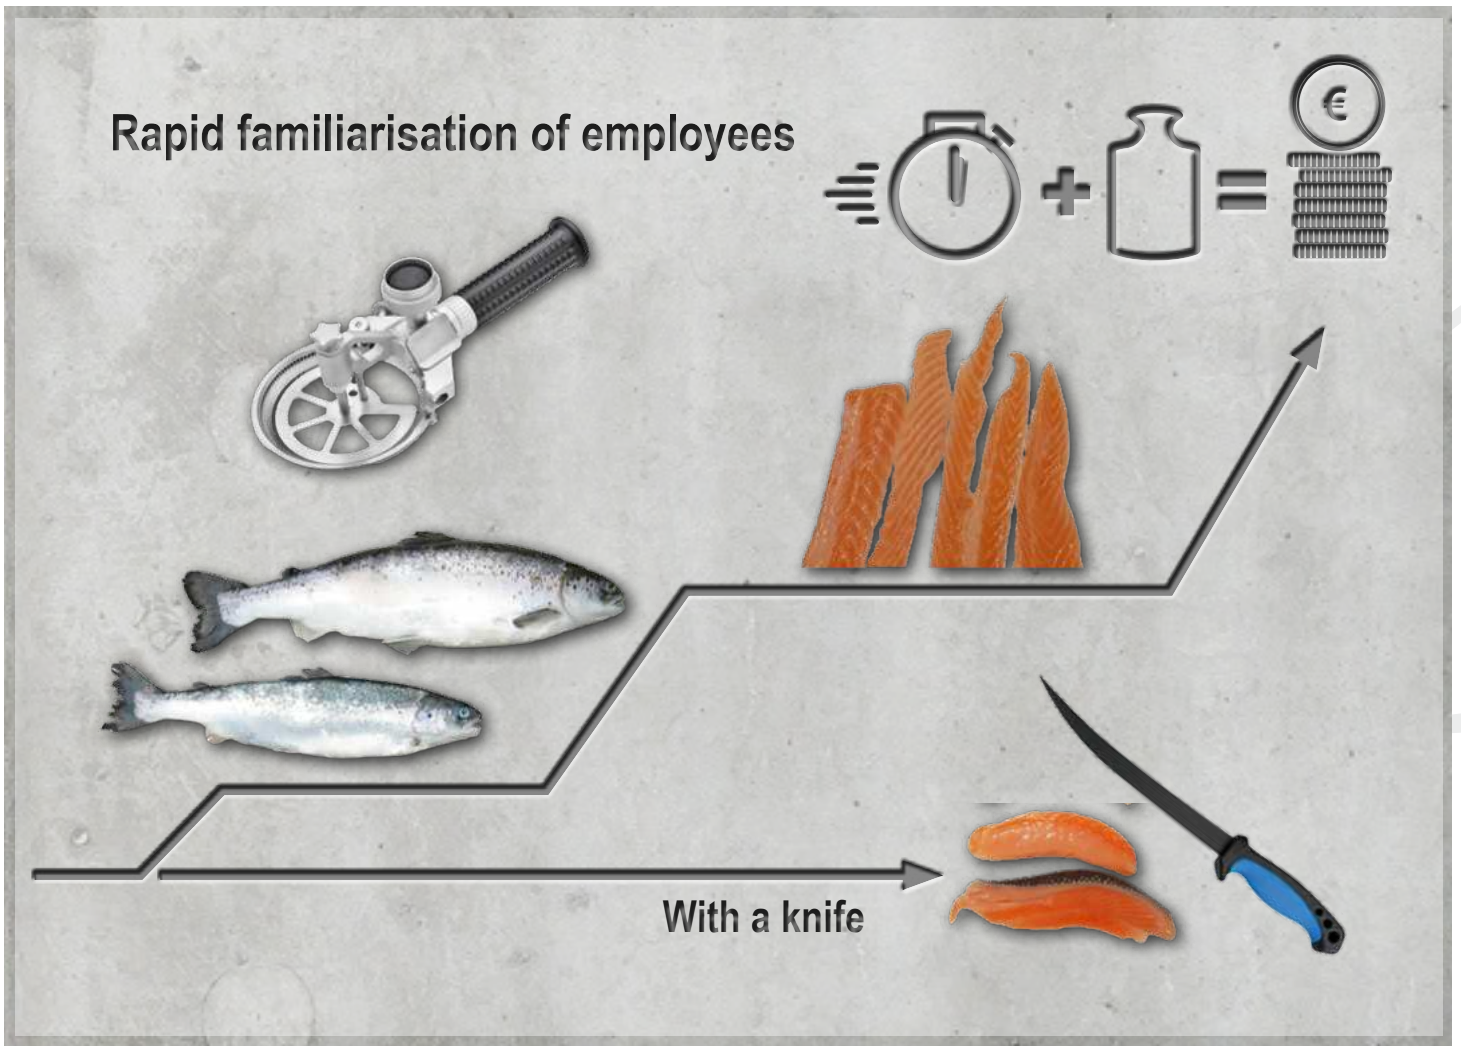 Rapid familiarisation of employees
+
=
€
With a knife